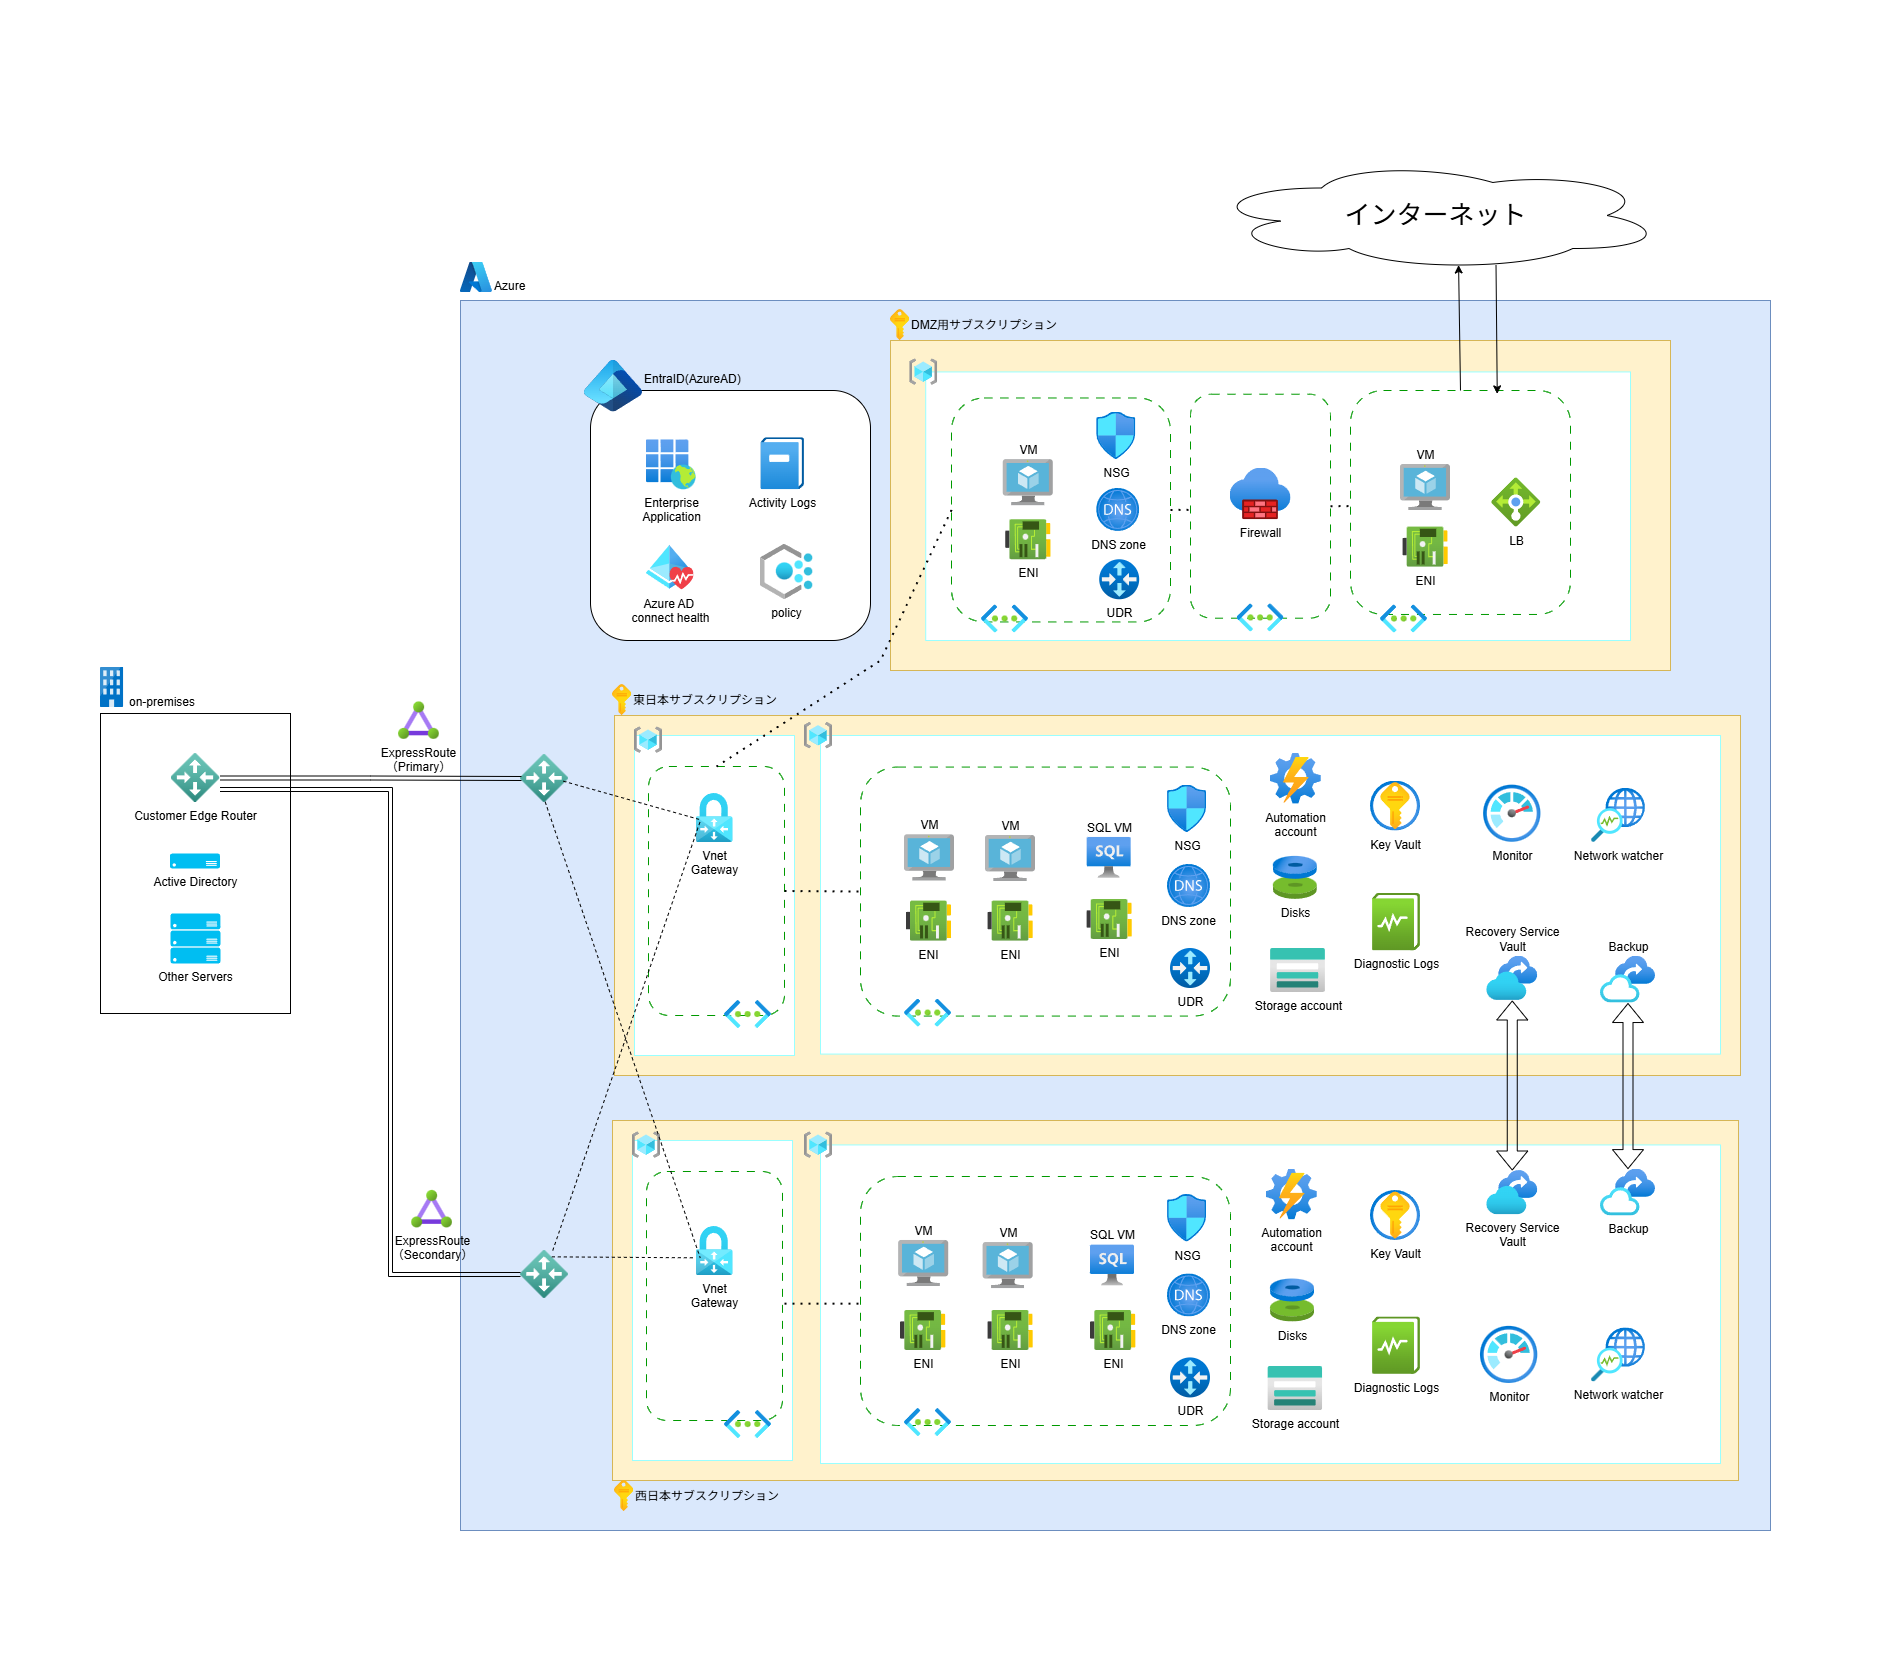 インターネット
Azure
DMZ用サブスクリプション
EntraID(AzureAD)
Enterprise
Application
Activity Logs
Azure AD
connect health
policy
VM
ENI
NSG
DNS
DNS zone
UDR
Firewall
VM
ENI
LB
on-premises
Customer Edge Router
Active Directory
Other Servers
ExpressRoute
（Primary）
ExpressRoute
（Secondary）
東日本サブスクリプション
Vnet
Gateway
VM
ENI
VM
ENI
SQL VM
SQL
ENI
NSG
DNS
DNS zone
UDR
Automation
account
Disks
Storage account
Key Vault
Diagnostic Logs
Monitor
Network watcher
Recovery Service
Vault
Backup
Vnet
Gateway
VM
ENI
VM
ENI
SQL VM
SQL
ENI
NSG
DNS
DNS zone
UDR
Automation
account
Disks
Storage account
Key Vault
Diagnostic Logs
Recovery Service
Vault
Backup
Monitor
Network watcher
西日本サブスクリプション